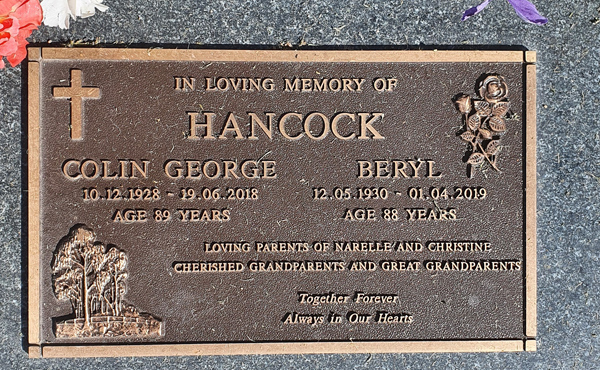 IN LOVING MEMORY OF
HANCOCK
COLIN GEORGE
10.12.1928 - 19.06.2018
AGE 89 YEARS
BERYL
12.05.1930 - 01.04.2019
AGE 88 YEARS
LOVING PARENTS OF NARELLE AND CHRISTINE
CHERISHED GRANDPARENTS AND GREAT GRANDPARENTS
Together Forever
Always in Our Hearts